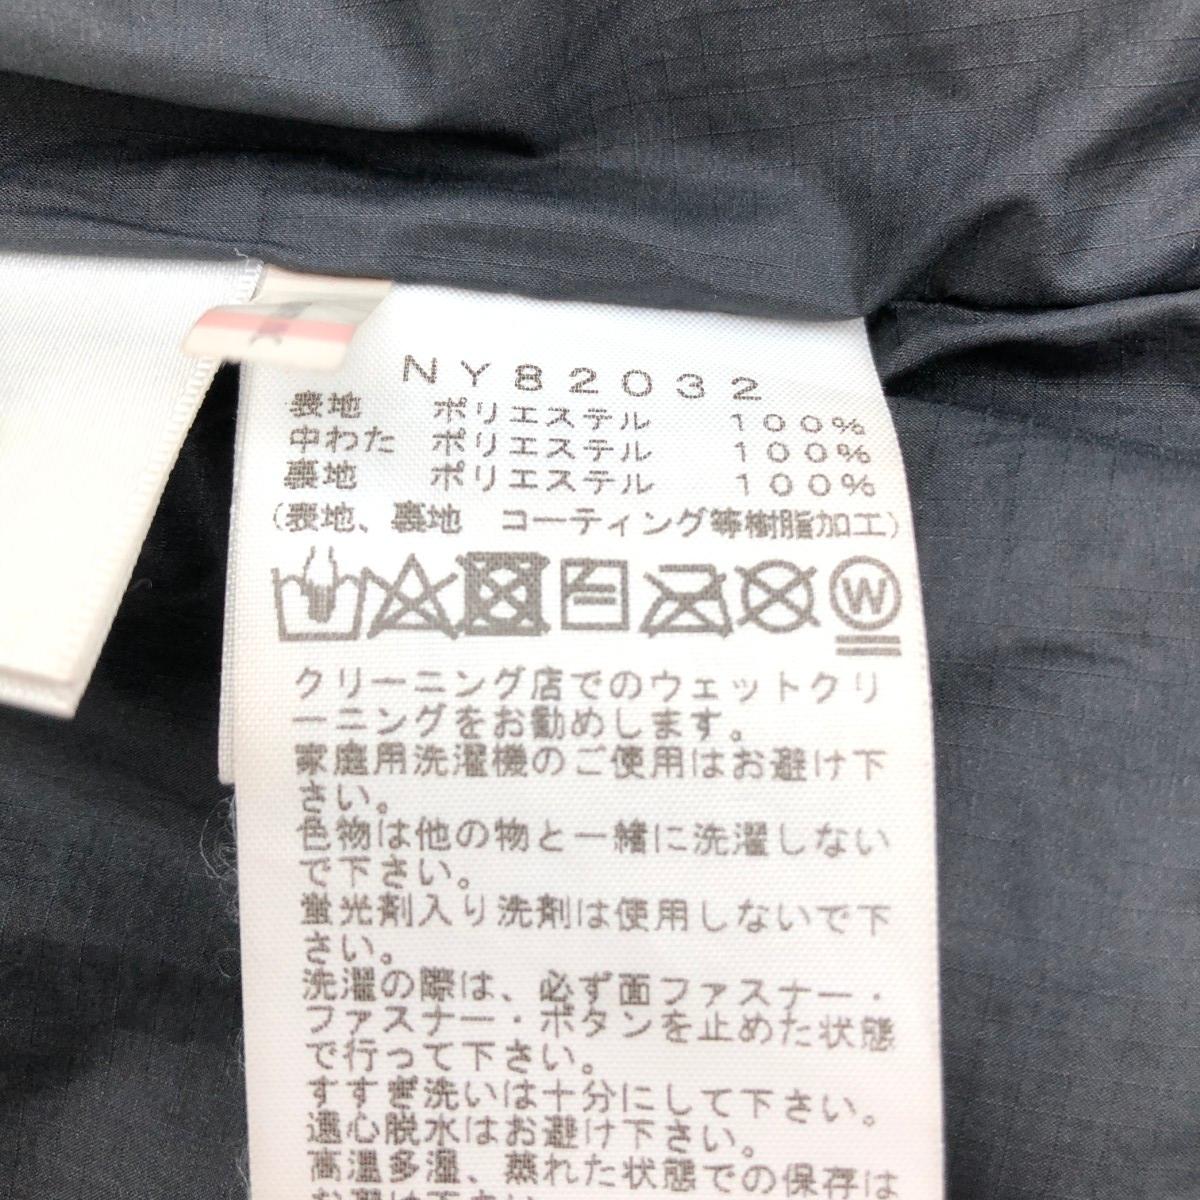 NY82032
表地 ポリエステル 100%
中わた ポリエステル 100%
裏地 ポリエステル 100%
(表地、裏地 コーティング等樹脂加工)
W
クリーニング店でのウェットクリ
ーニングをお勧めします。
家庭用洗濯機のご使用はお避け下
さい。
色物は他の物と一緒に洗濯しない
で下さい。
蛍光剤入り洗剤は使用しないで下
さい。
洗濯の際は、必ず面ファスナー・
ファスナー・ボタンを止めた状態
で行って下さい。
すすぎ洗いは十分にして下さい。
遠心脱水はお避け下さい。
高温多湿、蒸れた状態での保存は